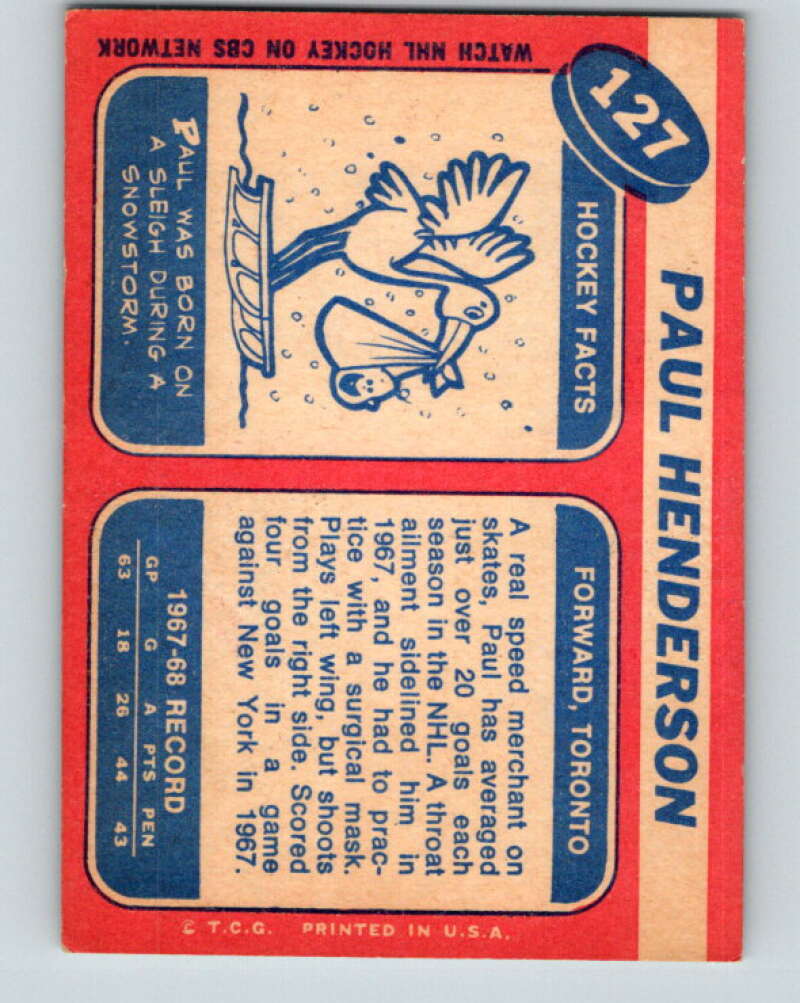 127
PAUL HENDERSON
WATCH NHL HOCKEY ON CBS NETWORK
HOCKEY FACTS
PAUL WAS BORN ON
A SLEIGH DURING A
SNOWSTORM.
FORWARD, TORONTO
A real speed merchant on
skates, Paul has averaged
just over 20 goals each
season in the NHL. A throat
ailment sidelined him in
1967, and he had to prac-
tice with a surgical mask.
Plays left wing, but shoots
from the right side. Scored
four goals in a game
against New York in 1967.
1967-68 RECORD
GP G A PTS PEN
63 18 26 44 43
© T.C.G. PRINTED IN U.S.A.